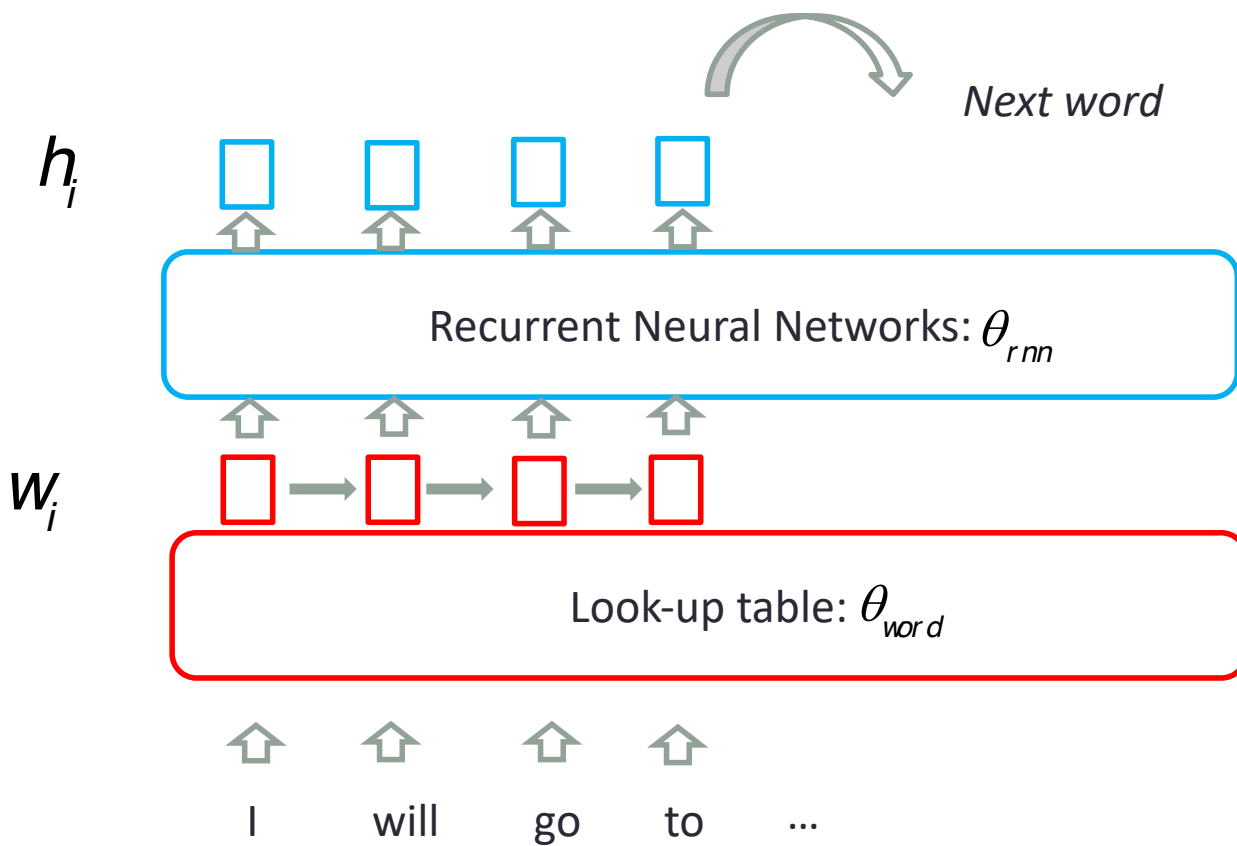 Next word
h_i
Recurrent Neural Networks: θ_rnn
w_i
Look-up table: θ_word
I will go to ...